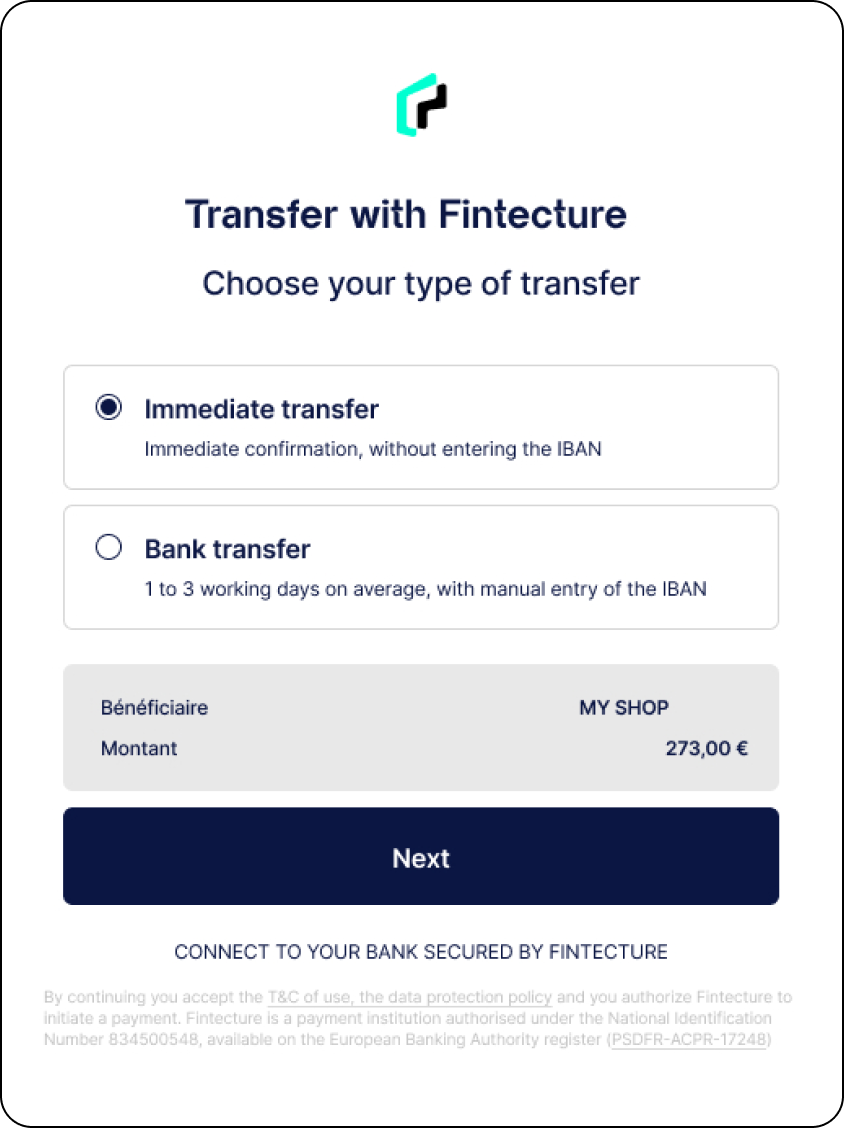 Transfer with Fintecture
Choose your type of transfer
Immediate transfer
Immediate confirmation, without entering the IBAN
Bank transfer
1 to 3 working days on average, with manual entry of the IBAN
Bénéficiaire MY SHOP
Montant 273,00 €
Next
CONNECT TO YOUR BANK SECURED BY FINTECTURE
By continuing you accept the T&C of use, the data protection policy and you authorize Fintecture to
initiate a payment. Fintecture is a payment institution authorised under the National Identification
Number 834500548, available on the European Banking Authority register (PSDFR-ACPR-17248)